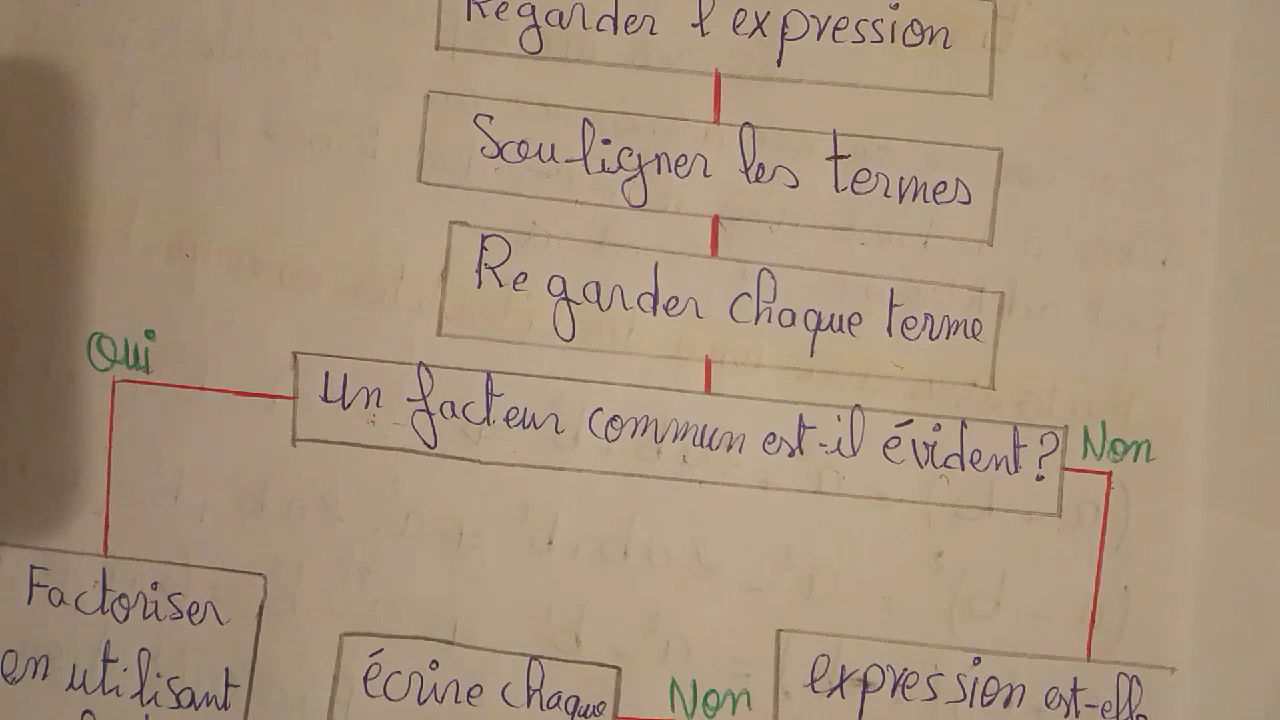 Regarder l'expression
Souligner les termes
Regarder chaque terme
Oui
un facteur commun est-il évident?
Non
Factoriser
en utilisant
écrire chaque
Non
expression est-elle